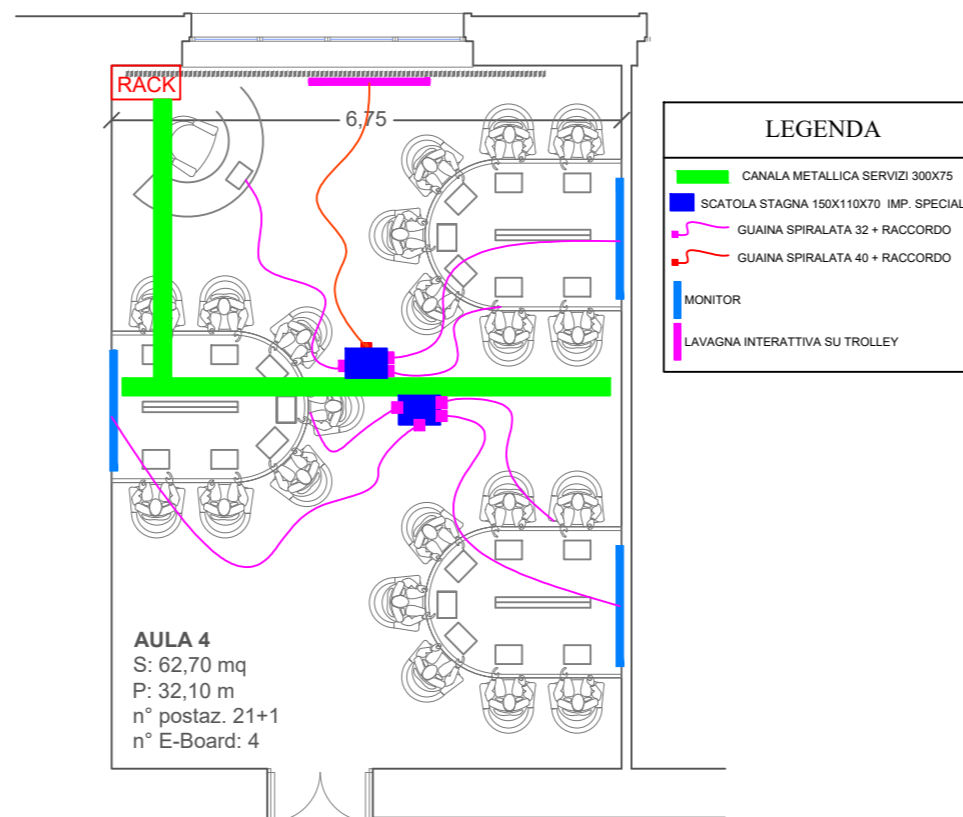 RACK
6,75
LEGENDA
CANALA METALLICA SERVIZI 300X75
SCATOLA STAGNA 150X110X70 IMP. SPECIAL
GUAINA SPIRALATA 32 + RACCORDO
GUAINA SPIRALATA 40 + RACCORDO
MONITOR
LAVAGNA INTERATTIVA SU TROLLEY
AULA 4
S: 62,70 mq
P: 32,10 m
n° postaz. 21+1
n° E-Board: 4